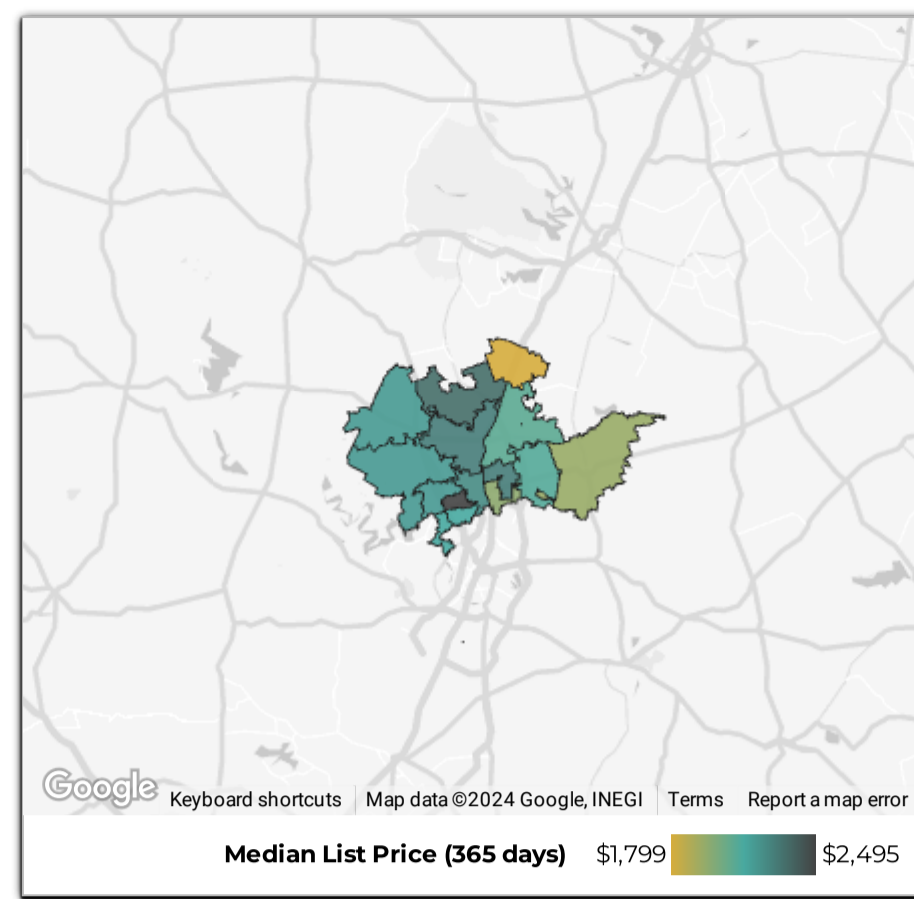 Google
Keyboard shortcuts
Map data ©2024 Google, INEGI
Terms
Report a map error
Median List Price (365 days)
$1,799
$2,495